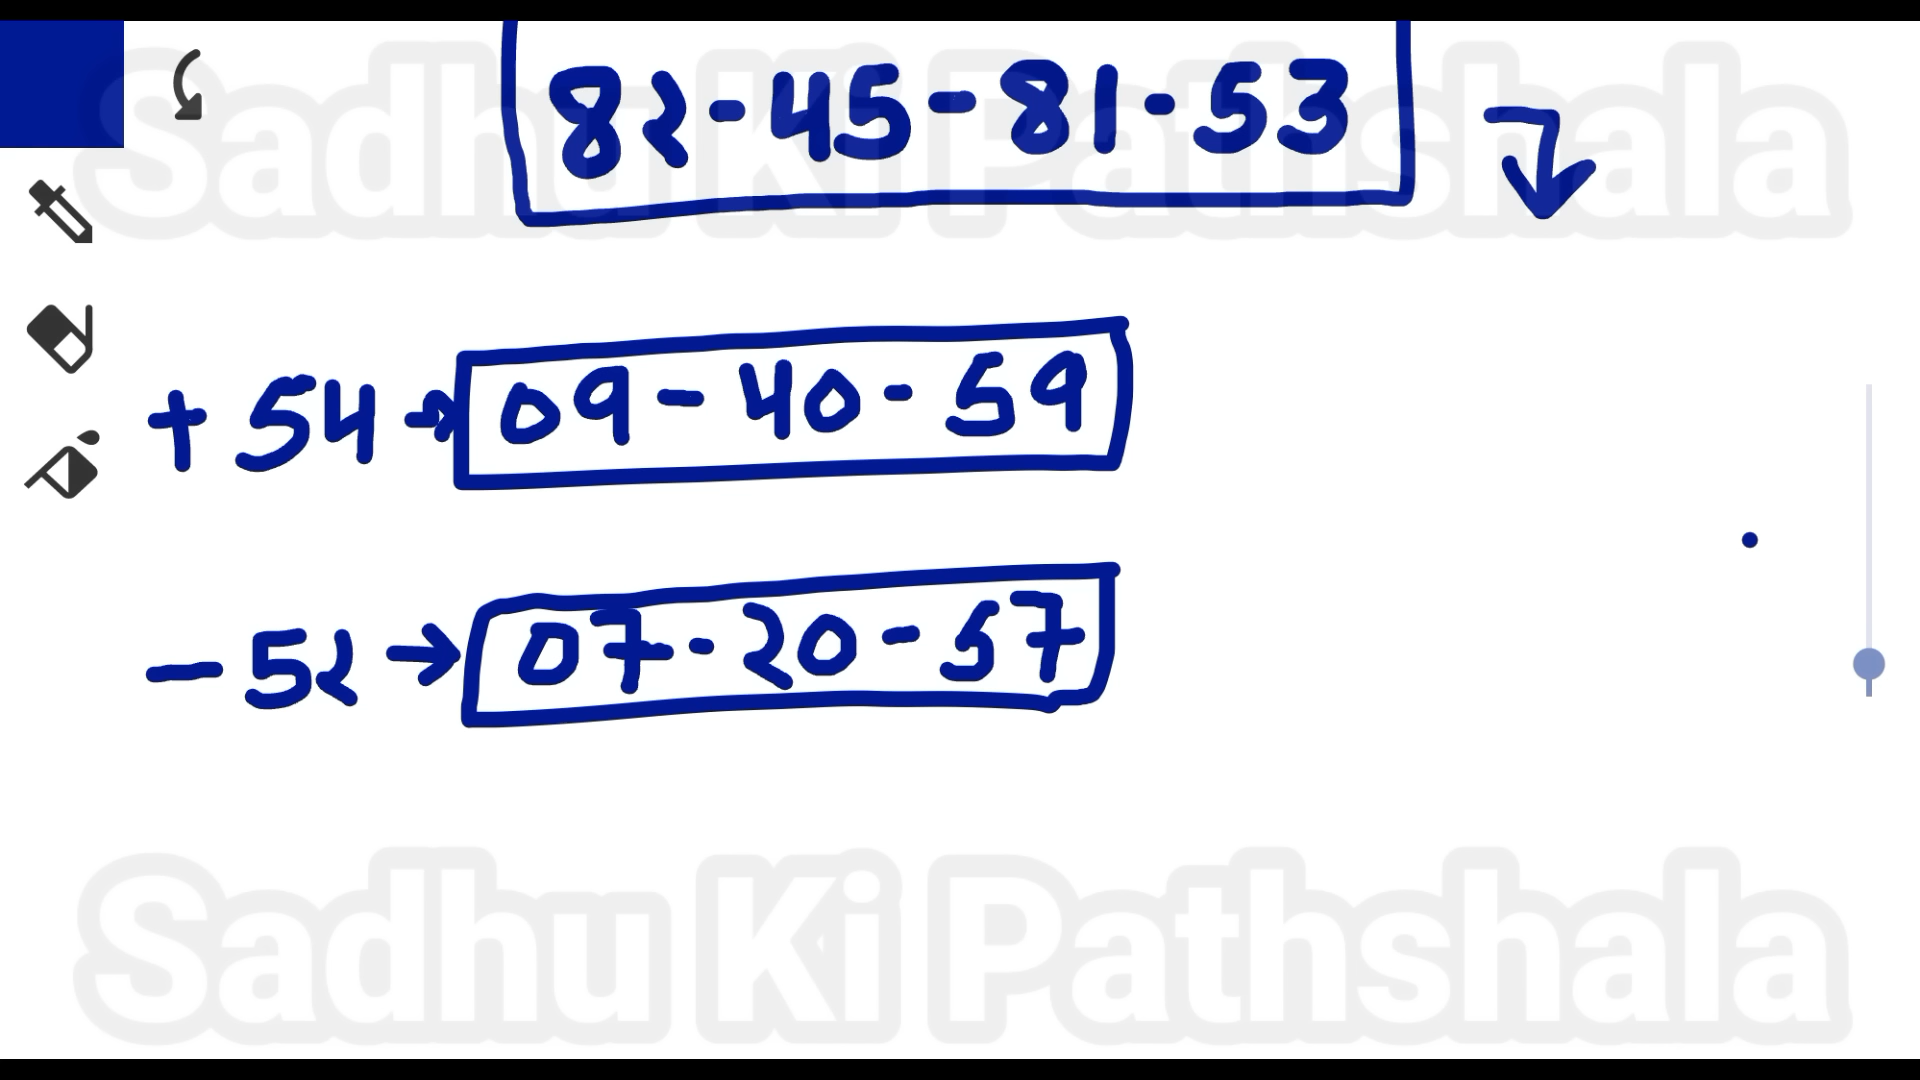 Sadhu Ki Pathshala
82-45-81-53
+ 54 → 09-40-59
- 52 → 07-20-57
Sadhu Ki Pathshala